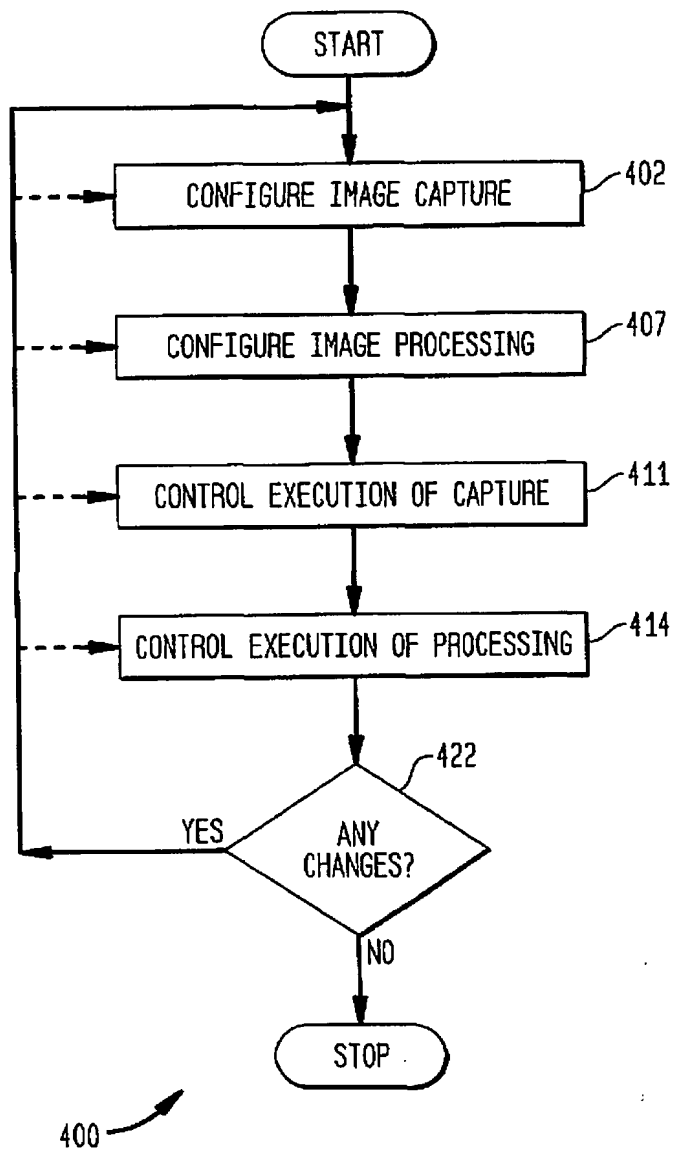 START
CONFIGURE IMAGE CAPTURE
402
CONFIGURE IMAGE PROCESSING
407
CONTROL EXECUTION OF CAPTURE
411
CONTROL EXECUTION OF PROCESSING
414
422
YES
ANY
CHANGES?
NO
STOP
400